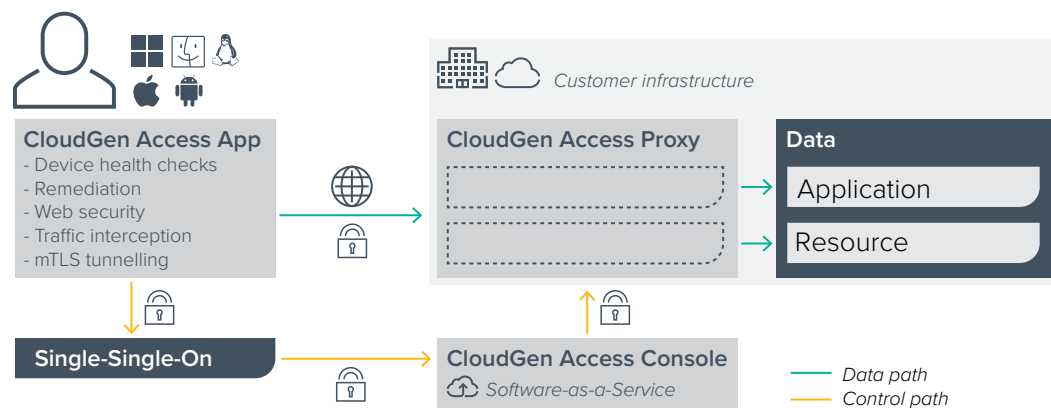 Customer infrastructure
CloudGen Access App
- Device health checks
- Remediation
- Web security
- Traffic interception
- mTLS tunnelling
CloudGen Access Proxy
Data
Application
Resource
Single-Single-On
CloudGen Access Console
Software-as-a-Service
Data path
Control path